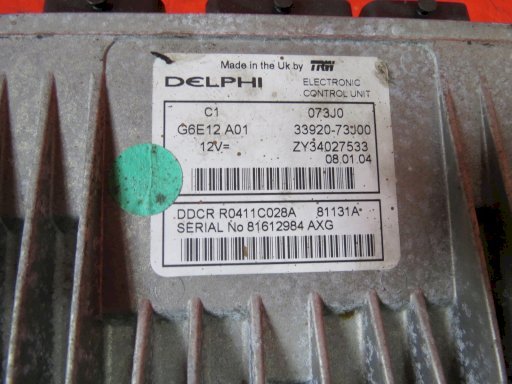 Made in the Uk by TRW
DELPHI ELECTRONIC CONTROL UNIT
C1 073J0
G6E12 A01 33920-73J00
12V= ZY34027533
08.01.04
DDCR R0411C028A 81131A
SERIAL No 81612984 AXG